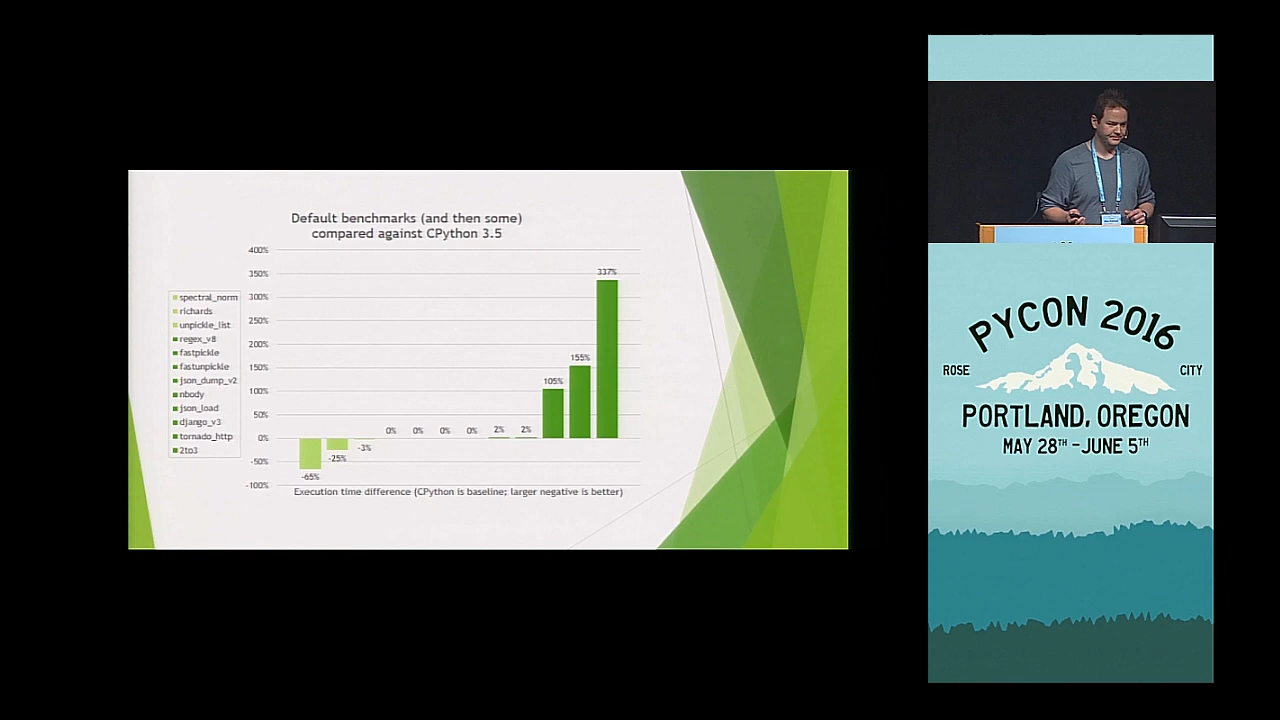 Default benchmarks (and then some)
compared against CPython 3.5
400%
350%
300%
250%
200%
150%
100%
50%
0%
-50%
-100%
spectral_norm
richards
unpickle_list
regex_v8
fastpickle
fastunpickle
json_dump_v2
nbody
json_load
django_v3
tornado_http
2to3
-65%
-25%
-3%
0%
0%
0%
0%
2%
2%
105%
155%
337%
Execution time difference (CPython is baseline; larger negative is better)
PYCON 2016
ROSE CITY
PORTLAND, OREGON
MAY 28TH - JUNE 5TH